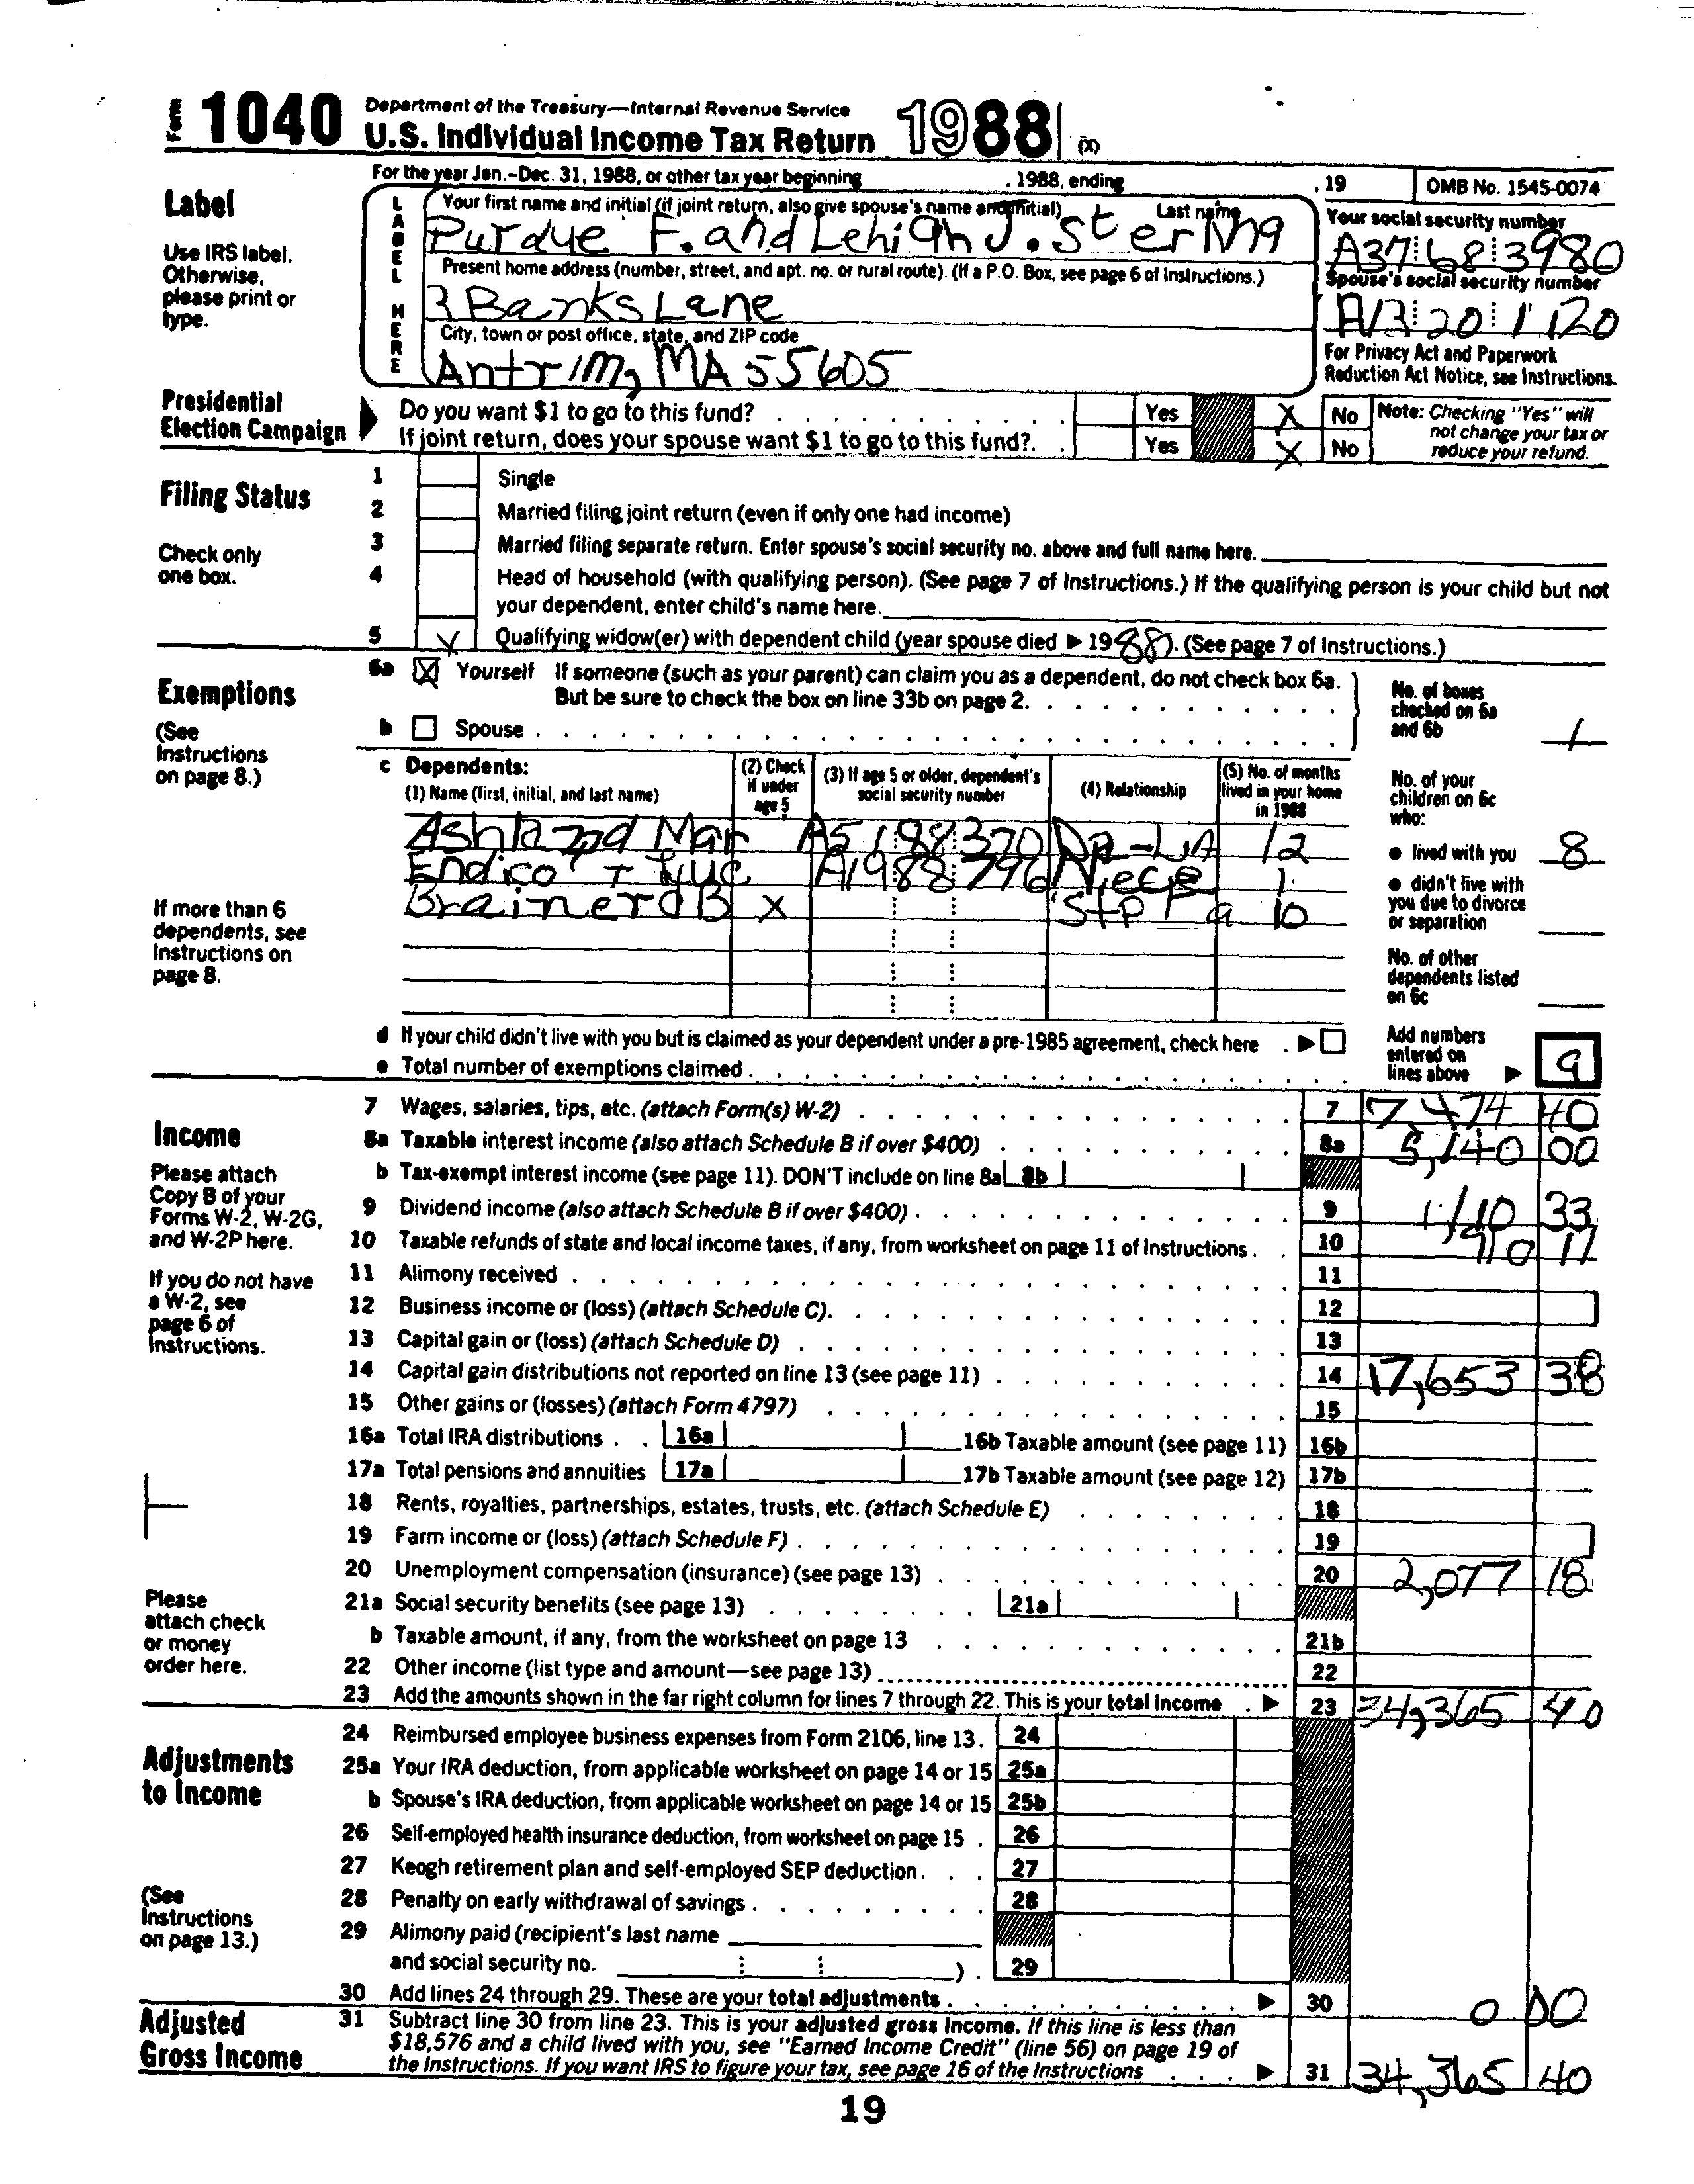 Form 1040 Department of the Treasury—Internal Revenue Service
U.S. Individual Income Tax Return 1988 (X)
For the year Jan.–Dec. 31, 1988, or other tax year beginning , 1988, ending , 19 OMB No. 1545-0074
Label
Use IRS label. Otherwise, please print or type.
LABEL HERE
Your first name and initial (if joint return, also give spouse's name and initial) Last name
Purdue F. and Lehigh J. Sterling
Your social security number
A37 68 3980
Present home address (number, street, and apt. no. or rural route). (If a P.O. Box, see page 6 of Instructions.)
3 Banks Lane
Spouse's social security number
A13 20 1120
City, town or post office, state, and ZIP code
Antrim, MA 55605
For Privacy Act and Paperwork Reduction Act Notice, see Instructions.
Presidential Election Campaign
Do you want $1 to go to this fund? Yes X No
If joint return, does your spouse want $1 to go to this fund?. Yes X No
Note: Checking "Yes" will not change your tax or reduce your refund.
Filing Status
Check only one box.
1 Single
2 Married filing joint return (even if only one had income)
3 Married filing separate return. Enter spouse's social security no. above and full name here.
4 Head of household (with qualifying person). (See page 7 of Instructions.) If the qualifying person is your child but not
your dependent, enter child's name here.
5 X Qualifying widow(er) with dependent child (year spouse died ▶ 19 88). (See page 7 of Instructions.)
Exemptions
(See Instructions on page 8.)
6a X Yourself If someone (such as your parent) can claim you as a dependent, do not check box 6a.
But be sure to check the box on line 33b on page 2.
b Spouse
No. of boxes checked on 6a and 6b 1
c Dependents:
(1) Name (first, initial, and last name) (2) Check if under age 5 (3) If age 5 or older, dependent's social security number (4) Relationship (5) No. of months lived in your home in 1988
Ashland Mar A51 88 370 Da-LA 12
Endicot Luc A1988796 Niece 1
Brainerd B X Stp Fa 10
If more than 6 dependents, see Instructions on page 8.
No. of your children on 6c who:
● lived with you 8
● didn't live with you due to divorce or separation
No. of other dependents listed on 6c
d If your child didn't live with you but is claimed as your dependent under a pre-1985 agreement, check here . ▶
e Total number of exemptions claimed
Add numbers entered on lines above ▶ 9
Income
Please attach Copy B of your Forms W-2, W-2G, and W-2P here.
If you do not have a W-2, see page 6 of Instructions.
Please attach check or money order here.
7 Wages, salaries, tips, etc. (attach Form(s) W-2) 7 7 474 40
8a Taxable interest income (also attach Schedule B if over $400) 8a 5,140 00
b Tax-exempt interest income (see page 11). DON'T include on line 8a 8b
9 Dividend income (also attach Schedule B if over $400) 9 1,110 33
10 Taxable refunds of state and local income taxes, if any, from worksheet on page 11 of Instructions 10 910 11
11 Alimony received 11
12 Business income or (loss) (attach Schedule C) 12
13 Capital gain or (loss) (attach Schedule D) 13
14 Capital gain distributions not reported on line 13 (see page 11) 14 17,653 38
15 Other gains or (losses) (attach Form 4797) 15
16a Total IRA distributions 16a 16b Taxable amount (see page 11) 16b
17a Total pensions and annuities 17a 17b Taxable amount (see page 12) 17b
18 Rents, royalties, partnerships, estates, trusts, etc. (attach Schedule E) 18
19 Farm income or (loss) (attach Schedule F) 19
20 Unemployment compensation (insurance) (see page 13) 20 2,077 18
21a Social security benefits (see page 13) 21a
b Taxable amount, if any, from the worksheet on page 13 21b
22 Other income (list type and amount—see page 13) 22
23 Add the amounts shown in the far right column for lines 7 through 22. This is your total income ▶ 23 34,365 40
Adjustments to Income
(See Instructions on page 13.)
24 Reimbursed employee business expenses from Form 2106, line 13. 24
25a Your IRA deduction, from applicable worksheet on page 14 or 15 25a
b Spouse's IRA deduction, from applicable worksheet on page 14 or 15 25b
26 Self-employed health insurance deduction, from worksheet on page 15 26
27 Keogh retirement plan and self-employed SEP deduction 27
28 Penalty on early withdrawal of savings 28
29 Alimony paid (recipient's last name
and social security no. ) 29
30 Add lines 24 through 29. These are your total adjustments ▶ 30 0 00
Adjusted Gross Income
31 Subtract line 30 from line 23. This is your adjusted gross income. If this line is less than
$18,576 and a child lived with you, see "Earned Income Credit" (line 56) on page 19 of
the Instructions. If you want IRS to figure your tax, see page 16 of the Instructions ▶ 31 34,365 40
19